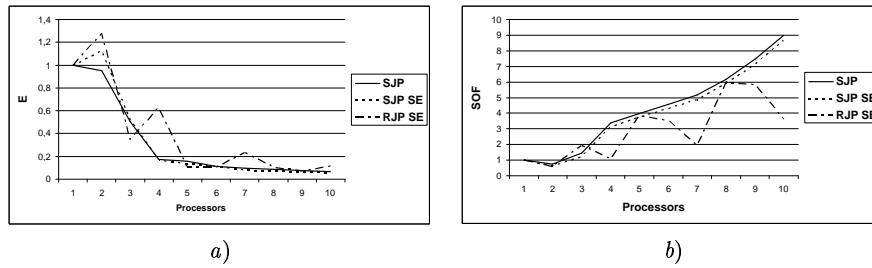 1,4
1,2
1
0,8
0,6
0,4
0,2
0
E
1 2 3 4 5 6 7 8 9 10
Processors
SJP
SJP SE
RJP SE
a)
10
9
8
7
6
5
4
3
2
1
0
SOF
1 2 3 4 5 6 7 8 9 10
Processors
SJP
SJP SE
RJP SE
b)